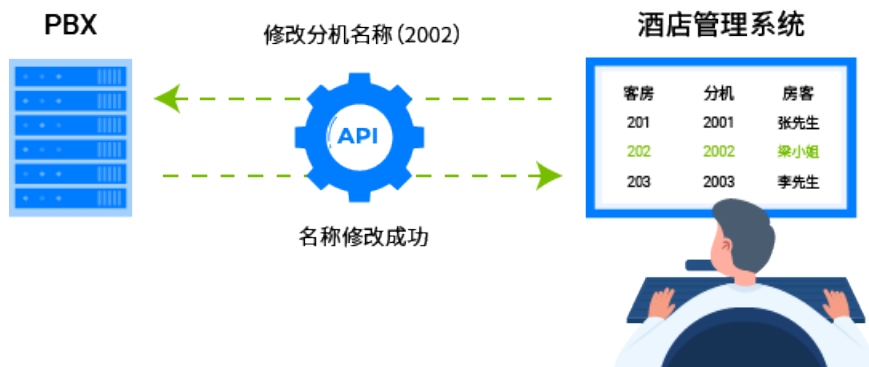 PBX
修改分机名称(2002)
酒店管理系统
API
客房 分机 房客
201 2001 张先生
202 2002 梁小姐
203 2003 李先生
名称修改成功